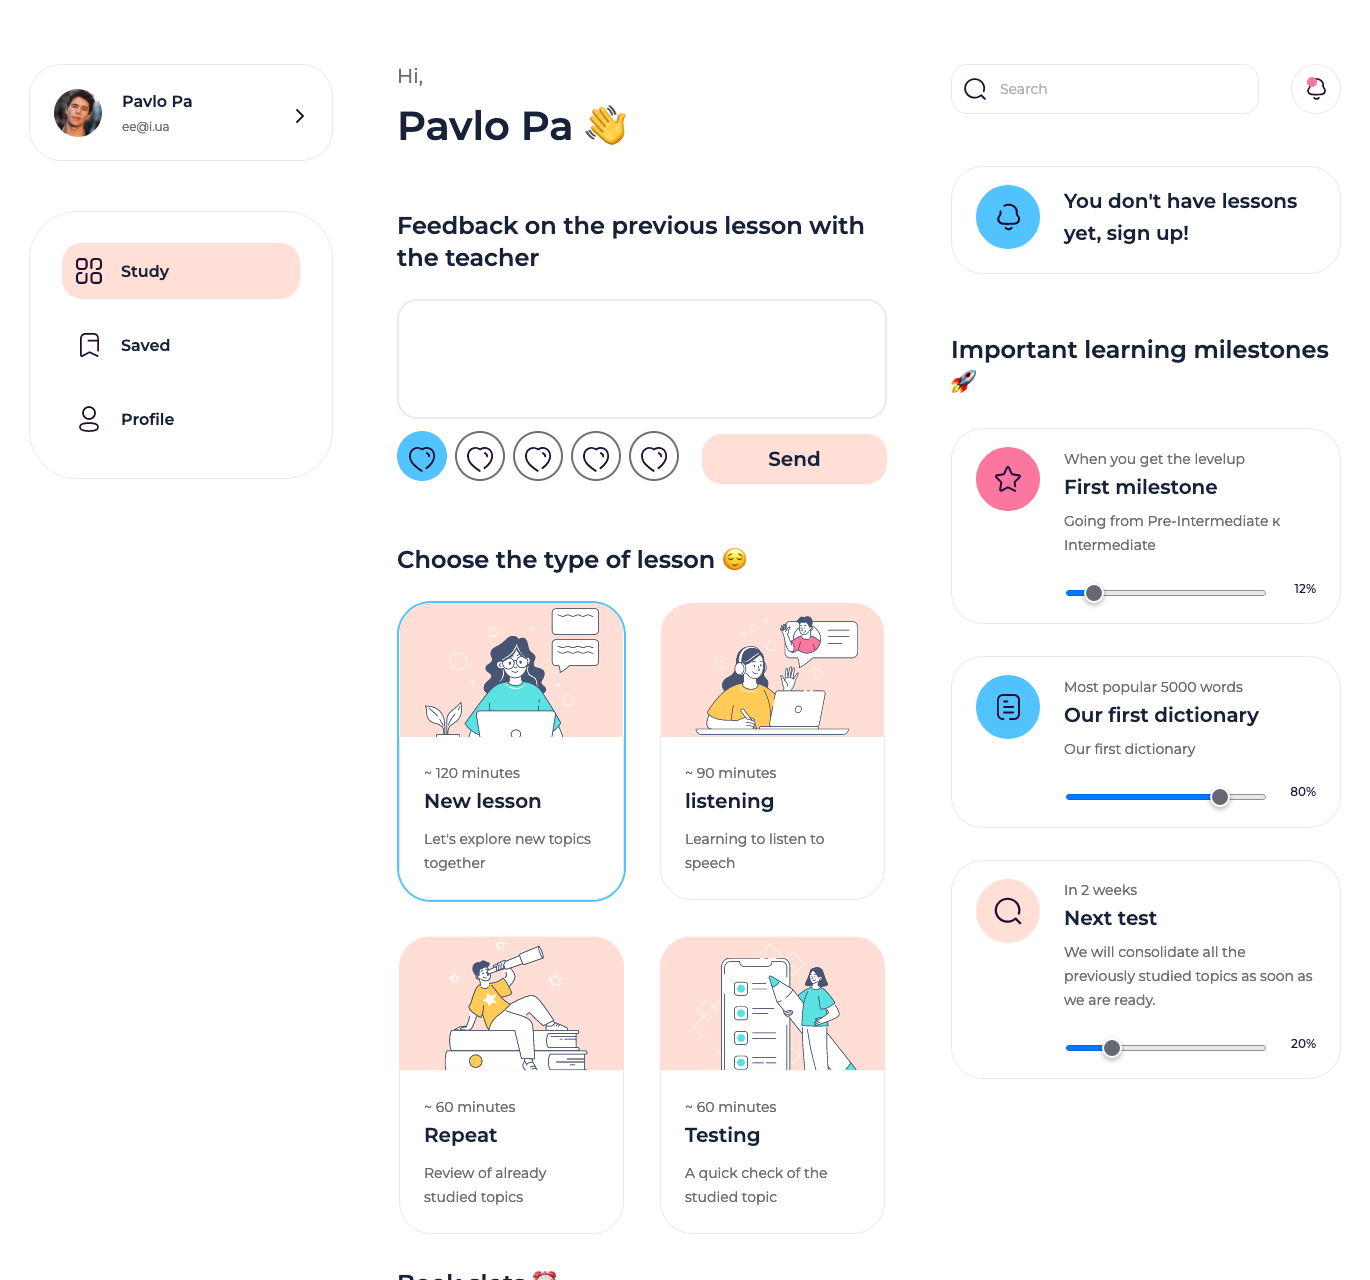 Pavlo Pa
ee@i.ua
Study
Saved
Profile
Hi,
Pavlo Pa 👋
Feedback on the previous lesson with
the teacher
Send
Choose the type of lesson 😌
~ 120 minutes
New lesson
Let's explore new topics
together
~ 90 minutes
listening
Learning to listen to
speech
~ 60 minutes
Repeat
Review of already
studied topics
~ 60 minutes
Testing
A quick check of the
studied topic
Book slots ⏰
Search
You don't have lessons
yet, sign up!
Important learning milestones
🚀
When you get the levelup
First milestone
Going from Pre-Intermediate к
Intermediate
12%
Most popular 5000 words
Our first dictionary
Our first dictionary
80%
In 2 weeks
Next test
We will consolidate all the
previously studied topics as soon as
we are ready.
20%